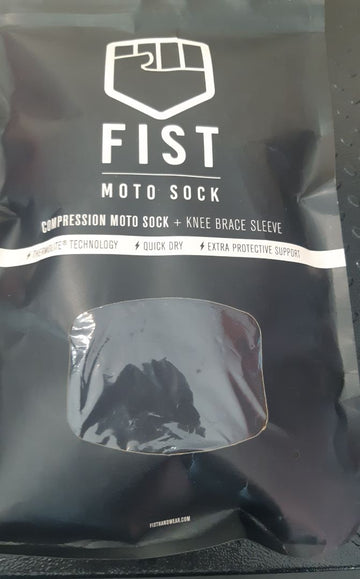 FIST
MOTO SOCK
COMPRESSION MOTO SOCK + KNEE BRACE SLEEVE
THERMOLITE® TECHNOLOGY QUICK DRY EXTRA PROTECTIVE SUPPORT
FISTHANDWEAR.COM